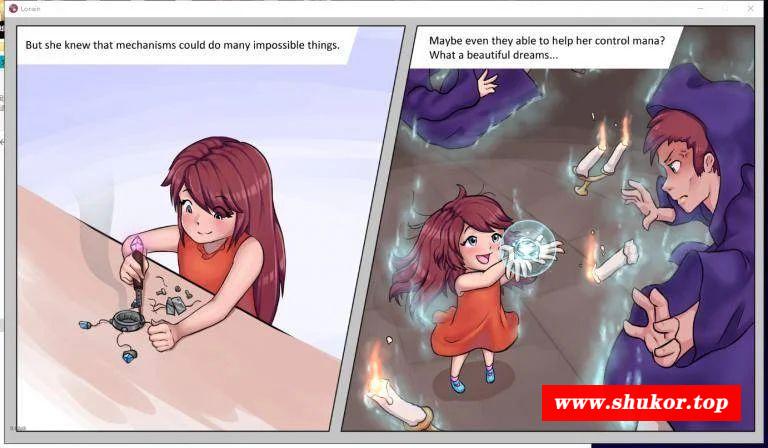 Lorain
But she knew that mechanisms could do many impossible things.
Maybe even they able to help her control mana?
What a beautiful dreams...
www.shukor.top